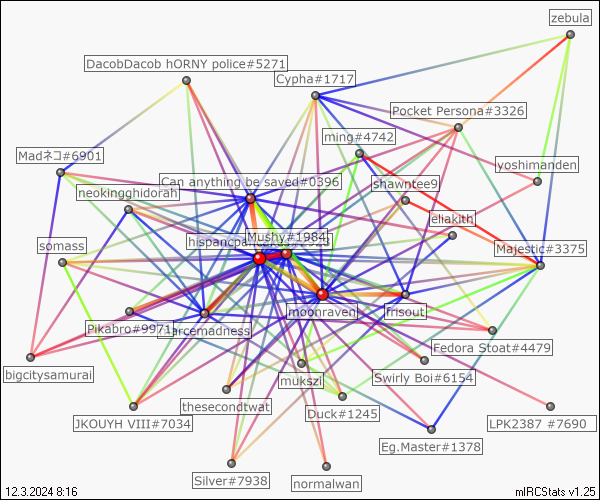 zebula
DacobDacob hORNY police#5271
Cypha#1717
Pocket Persona#3326
ming#4742
Madネコ#6901
yoshimanden
Can anything be saved#0396
shawntee9
neokingghidorah
eliakith
Mushy#1984
somass
Majestic#3375
moonraven
frisout
Pikabro#9971
Fedora Stoat#4479
bigcitysamurai
mukszi
Swirly Boi#6154
thesecondtwat
Duck#1245
JKOUYH VIII#7034
LPK2387 #7690
Eg.Master#1378
Silver#7938
normalwan
12.3.2024 8:16
mIRCStats v1.25